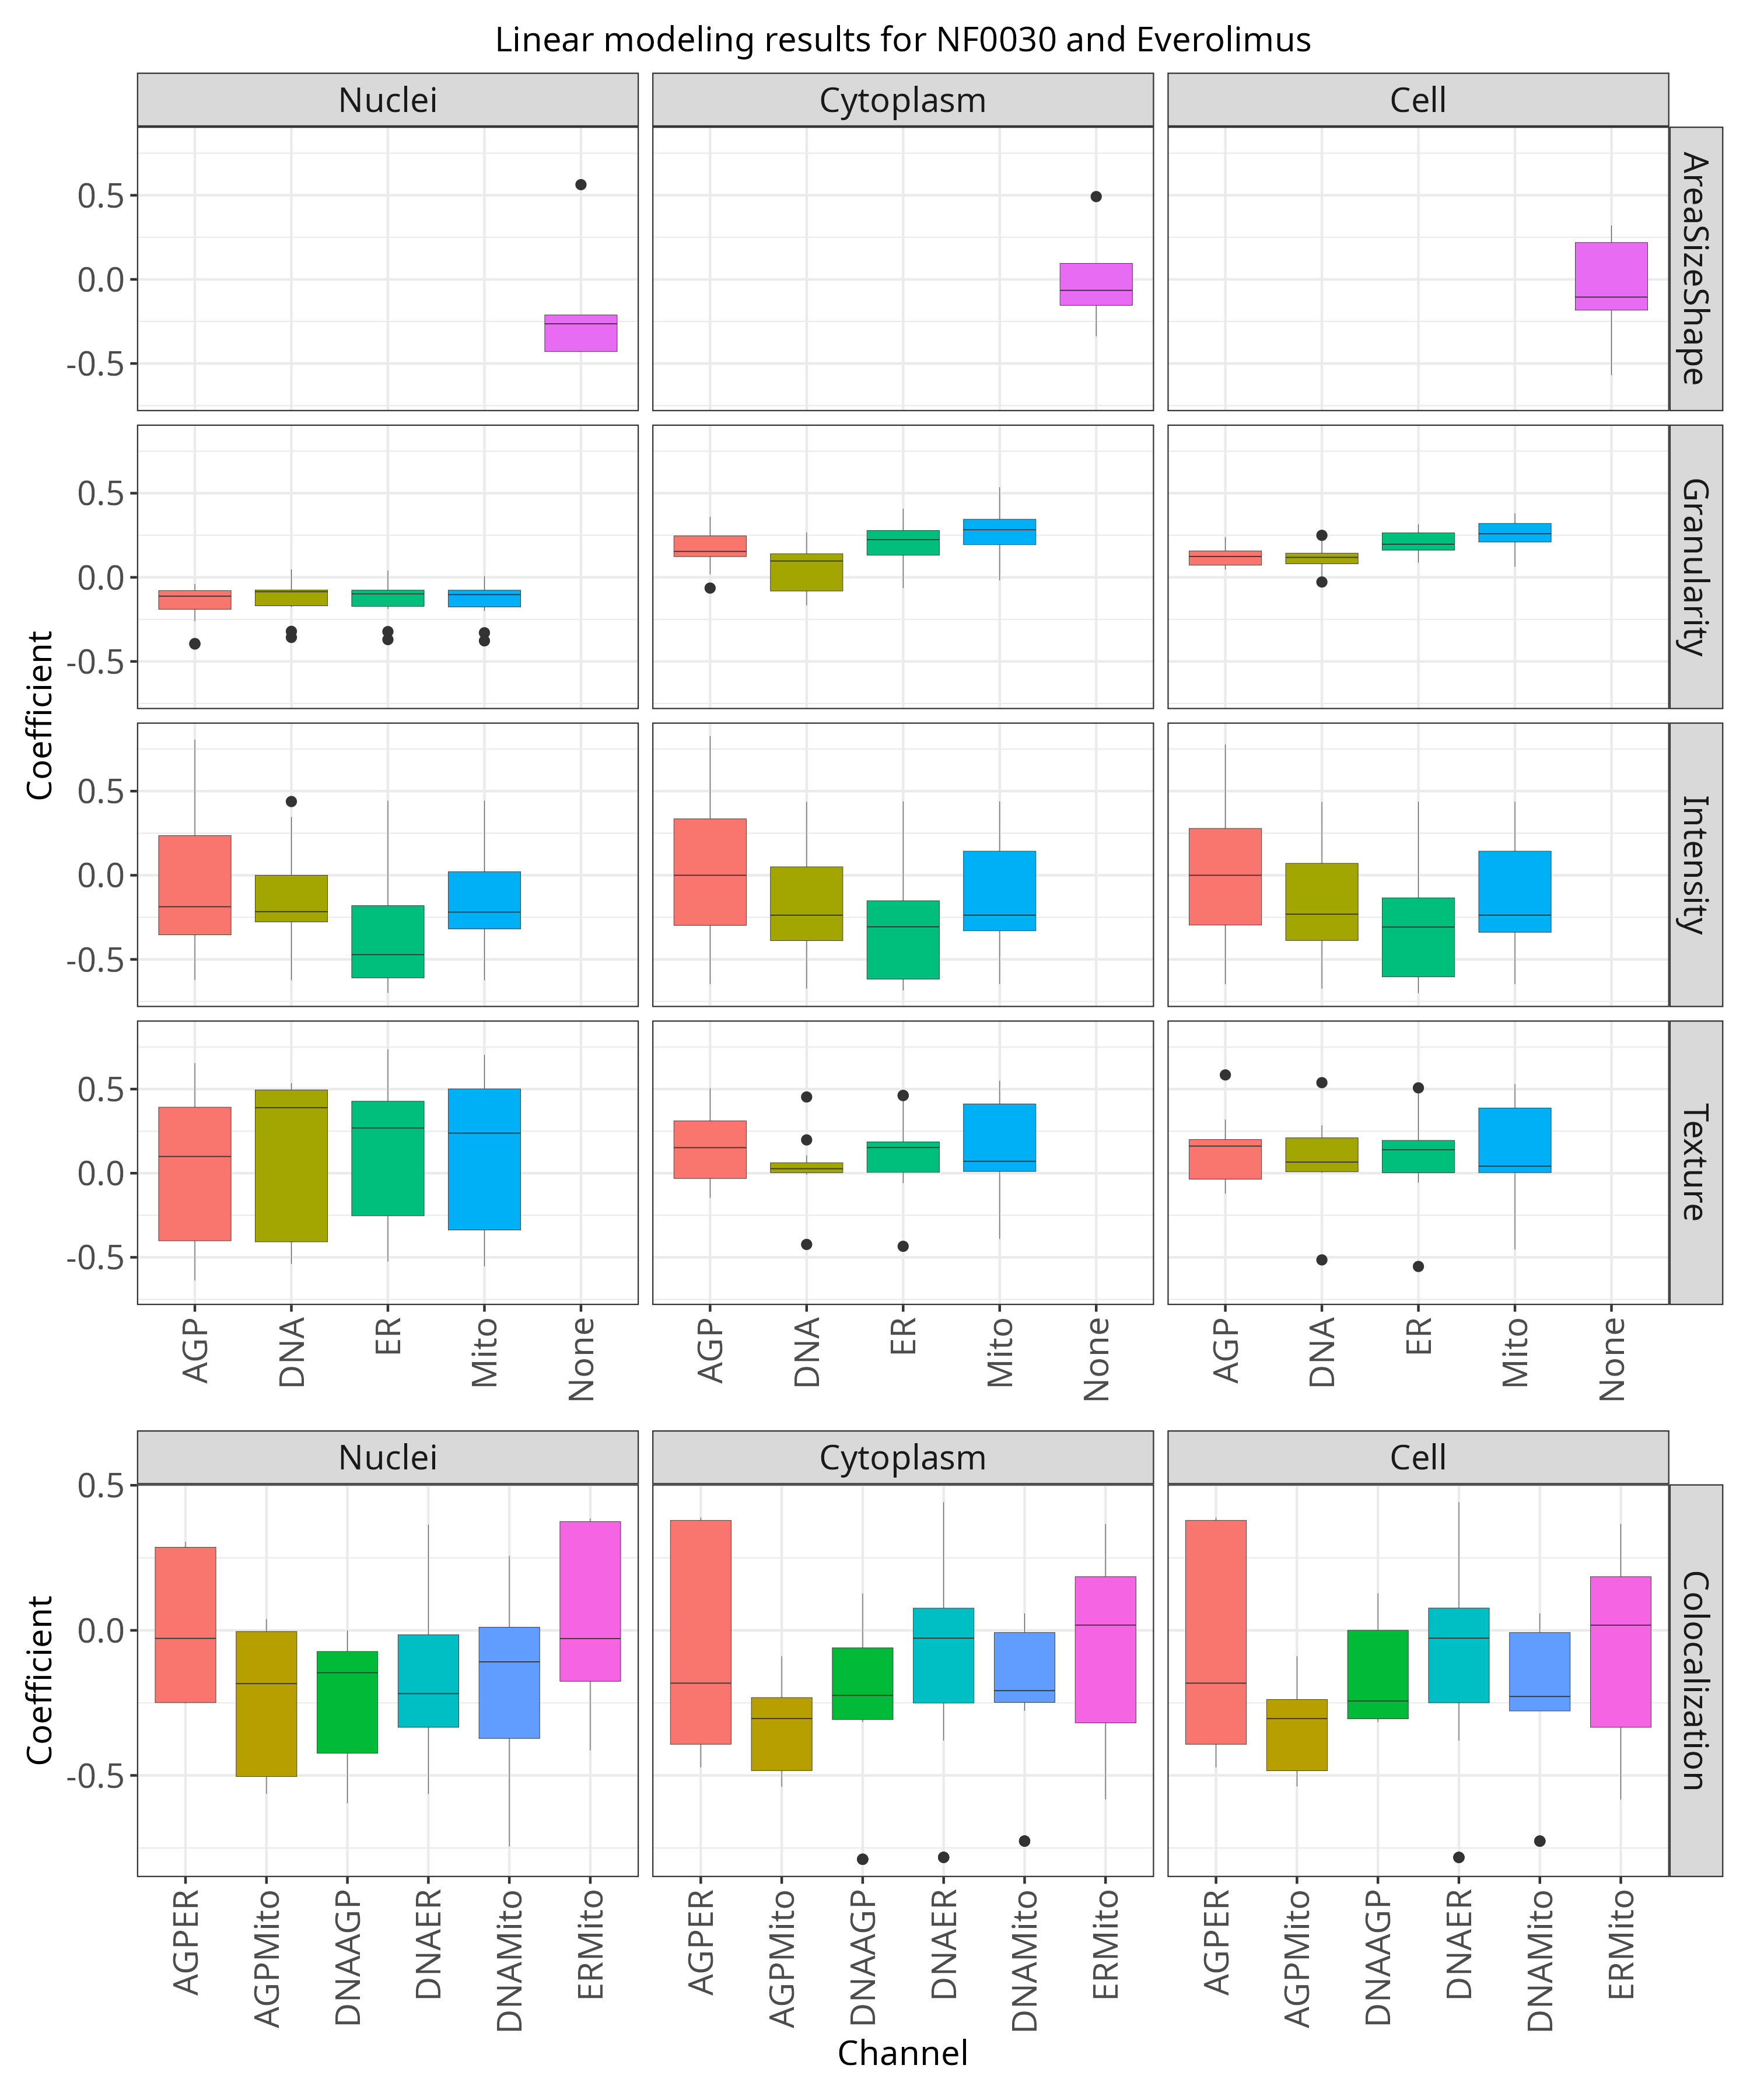 Linear modeling results for NF0030 and Everolimus
Nuclei
Cytoplasm
Cell
0.5
0.0
-0.5
AreaSizeShape
0.5
0.0
-0.5
Granularity
Coefficient
0.5
0.0
-0.5
Intensity
0.5
0.0
-0.5
Texture
AGP
DNA
ER
Mito
None
AGP
DNA
ER
Mito
None
AGP
DNA
ER
Mito
None
Nuclei
Cytoplasm
Cell
0.5
0.0
-0.5
Coefficient
Colocalization
AGPER
AGPMito
DNAAGP
DNAER
DNAMito
ERMito
AGPER
AGPMito
DNAAGP
DNAER
DNAMito
ERMito
AGPER
AGPMito
DNAAGP
DNAER
DNAMito
ERMito
Channel